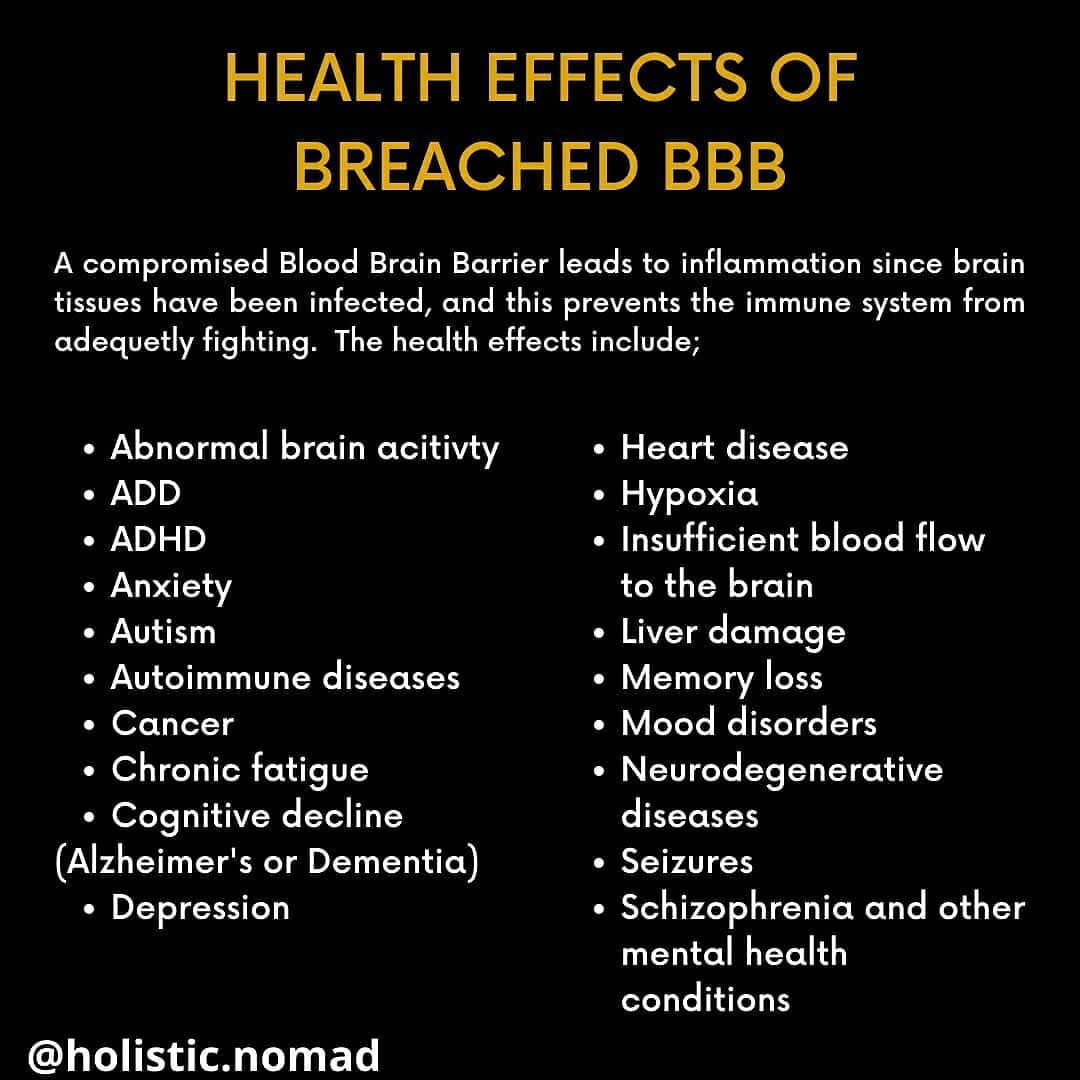 HEALTH EFFECTS OF
BREACHED BBB
A compromised Blood Brain Barrier leads to inflammation since brain
tissues have been infected, and this prevents the immune system from
adequetly fighting. The health effects include;
• Abnormal brain acitivty
• ADD
• ADHD
• Anxiety
• Autism
• Autoimmune diseases
• Cancer
• Chronic fatigue
• Cognitive decline
(Alzheimer's or Dementia)
• Depression
• Heart disease
• Hypoxia
• Insufficient blood flow
to the brain
• Liver damage
• Memory loss
• Mood disorders
• Neurodegenerative
diseases
• Seizures
• Schizophrenia and other
mental health
conditions
@holistic.nomad